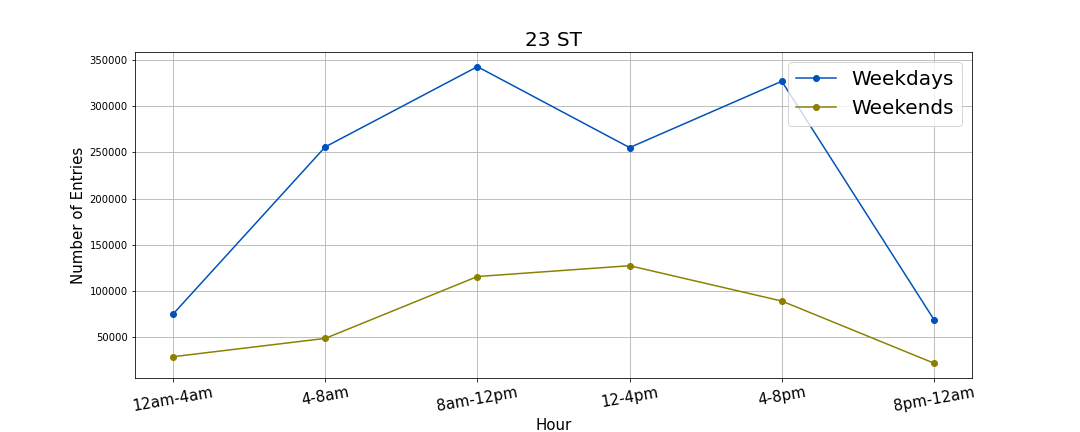 23 ST
Number of Entries
350000
300000
250000
200000
150000
100000
50000
Weekdays
Weekends
12am-4am
4-8am
8am-12pm
12-4pm
4-8pm
8pm-12am
Hour